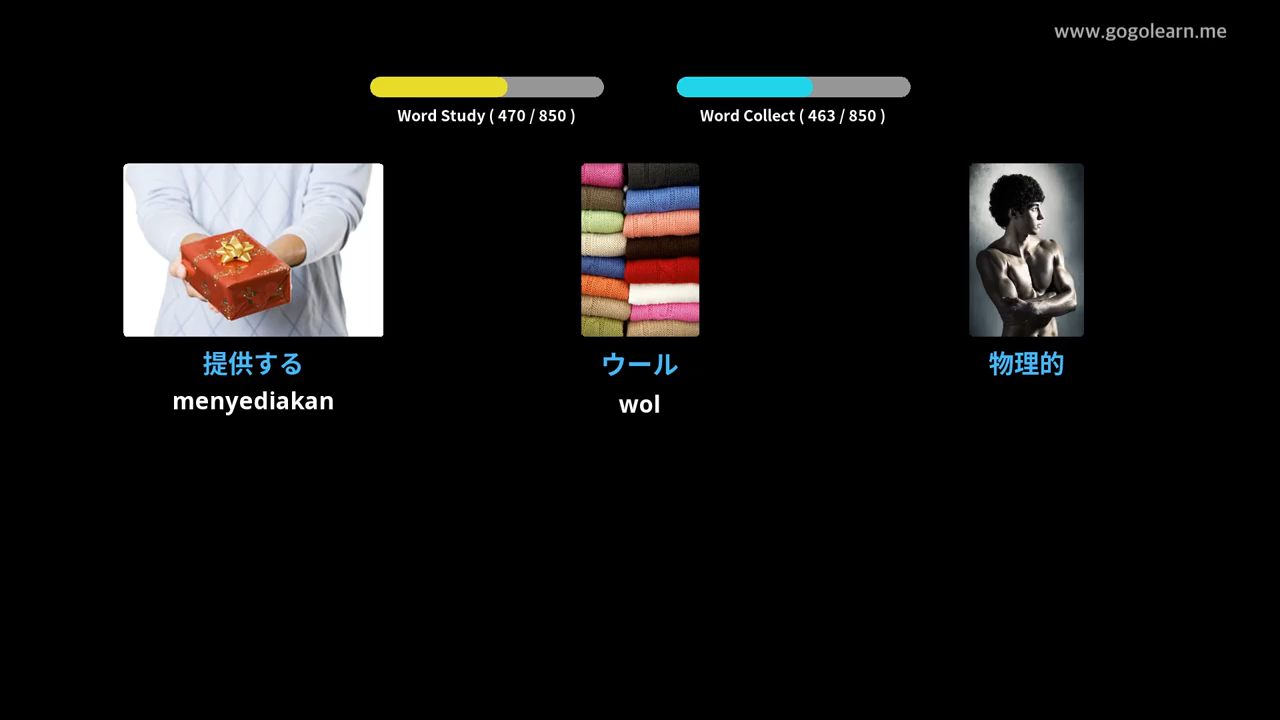 www.gogolearn.me
Word Study ( 470 / 850 )
Word Collect ( 463 / 850 )
提供する
menyediakan
ウール
wol
物理的